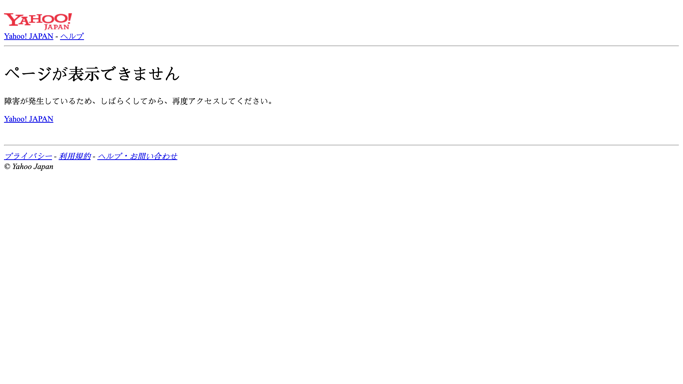 YAHOO!
JAPAN
Yahoo! JAPAN - ヘルプ
ページが表示できません
障害が発生しているため、しばらくしてから、再度アクセスしてください。
Yahoo! JAPAN
プライバシー - 利用規約 - ヘルプ・お問い合わせ
© Yahoo Japan